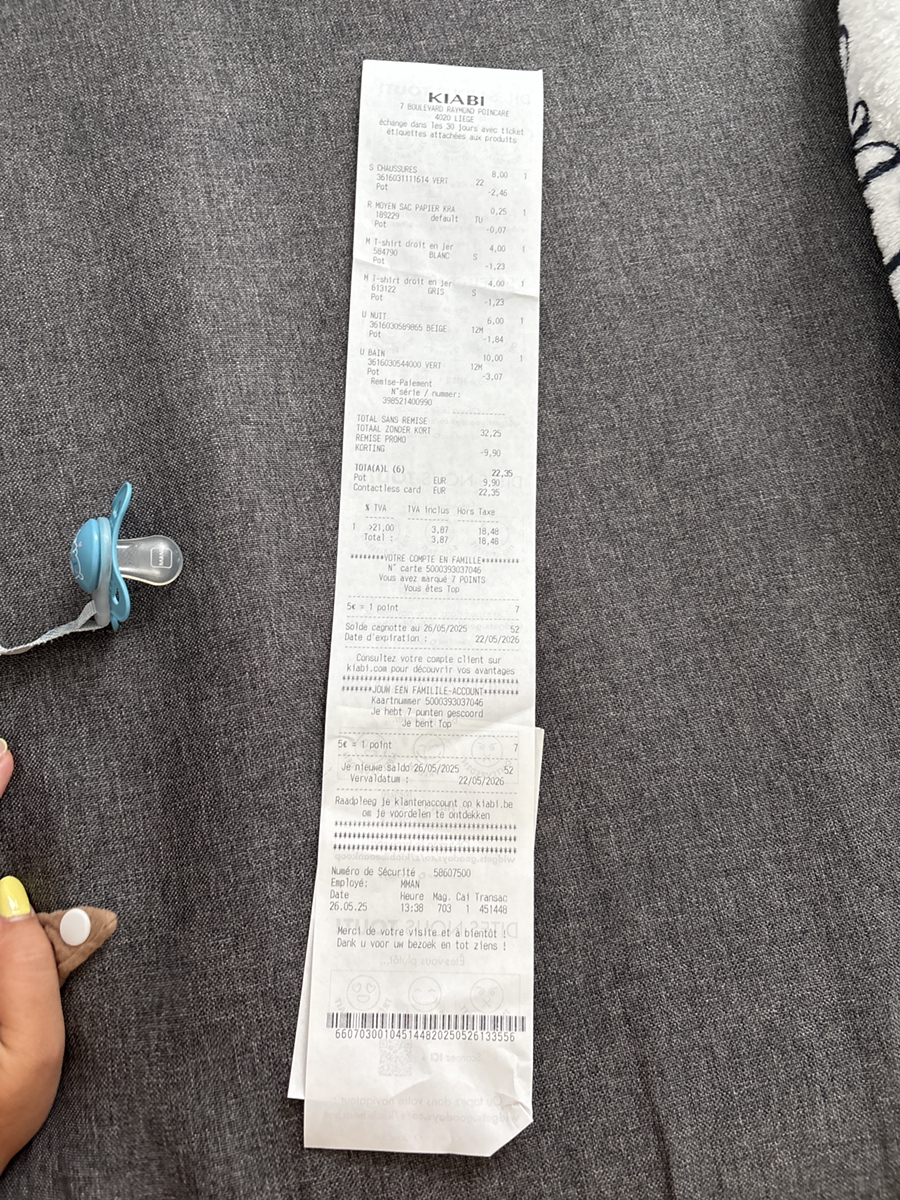 KIABI
7 BOULEVARD RAYMUND POINCARE
4020 LIEGE
échange dans les 30 jours avec ticket
étiquettes attachées aux produits
S CHAUSSURES 8,00 1
3616031111614 VERT 22
Pot -2,46
R MOYEN SAC PAPIER KRA 0,25 1
189229 default TU
Pot -0,07
M T-shirt droit en jer 4,00 1
584790 BLANC S
Pot -1,23
M T-shirt droit en jer 4,00 1
613122 GRIS S
Pot -1,23
U NUIT 6,00 1
3616030589865 BEIGE 12M
Pot -1,84
U BAIN 10,00 1
3616030544000 VERT 12M
Pot -3,07
Remise-Paiement
N°série / nummer:
398521400990
TOTAL SANS REMISE
TOTAAL ZONDER KORT 32,25
REMISE PROMO
KORTING -9,90
TOTA(A)L (6) 22,35
Pot EUR 9,90
Contactless card EUR 22,35
% TVA TVA Inclus Hors Taxe
1 >21,00 3,87 18,48
Total : 3,87 18,48
********VOTRE COMPTE EN FAMILLE*********
N° carte 5000393037046
Vous avez marqué 7 POINTS
Vous êtes Top
5€ = 1 point 7
Solde cagnotte au 26/05/2025 52
Date d'expiration : 22/05/2026
Consultez votre compte client sur
kiabi.com pour découvrir vos avantages
*******JOUW EEN FAMILILE-ACCOUNT********
Kaartnummer 5000393037046
Je hebt 7 punten gescoord
Je bent Top
5€ = 1 point 7
Je nieuwe saldo 26/05/2025 52
Vervaldatum : 22/05/2026
Raadpleeg je klantenaccount op kiabi.be
om je voordelen te ontdekken
Numéro de Sécurité : 58607500
Employé: MMAN
Date Heure Mag. Cai Transac
26.05.25 13:38 703 1 451448
Merci de votre visite et à bientôt !
Dank u voor uw bezoek en tot ziens !
660703001045144820250526133556
MAM